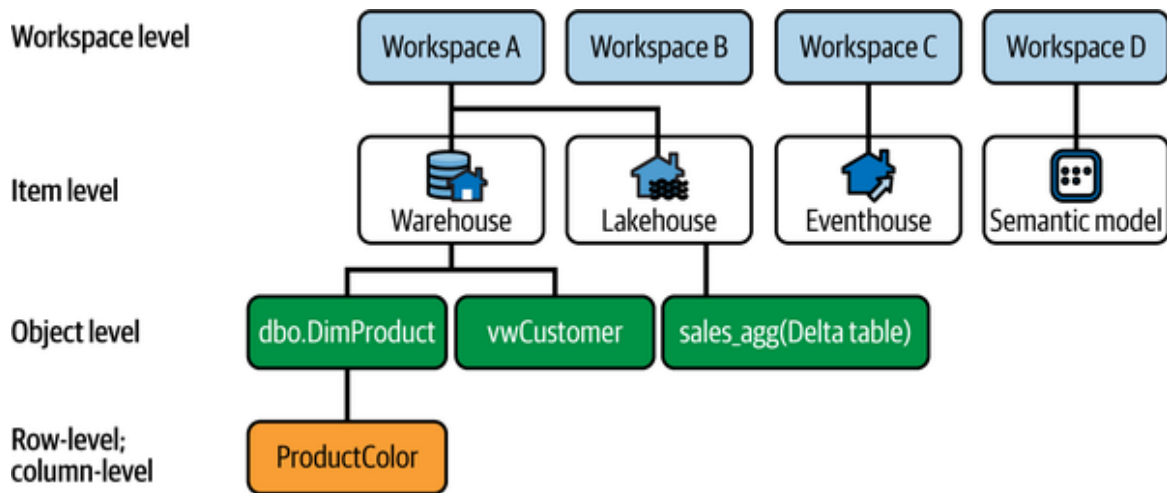 Workspace level
Workspace A
Workspace B
Workspace C
Workspace D
Item level
Warehouse
Lakehouse
Eventhouse
Semantic model
Object level
dbo.DimProduct
vwCustomer
sales_agg(Delta table)
Row-level;
column-level
ProductColor